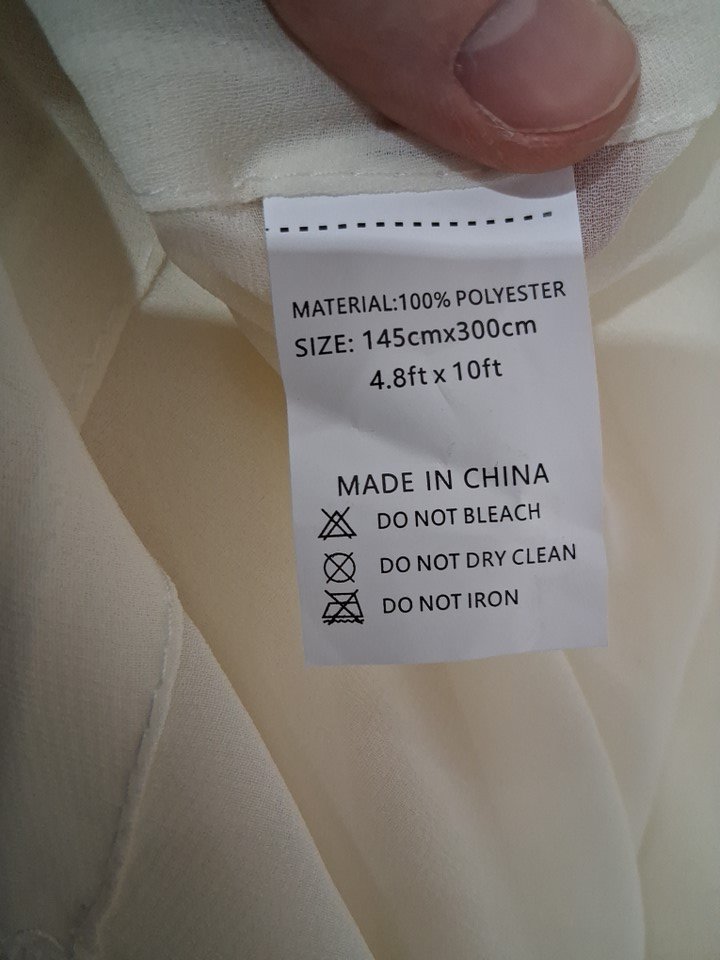 MATERIAL:100% POLYESTER
SIZE: 145cmx300cm
4.8ft x 10ft
MADE IN CHINA
DO NOT BLEACH
DO NOT DRY CLEAN
DO NOT IRON